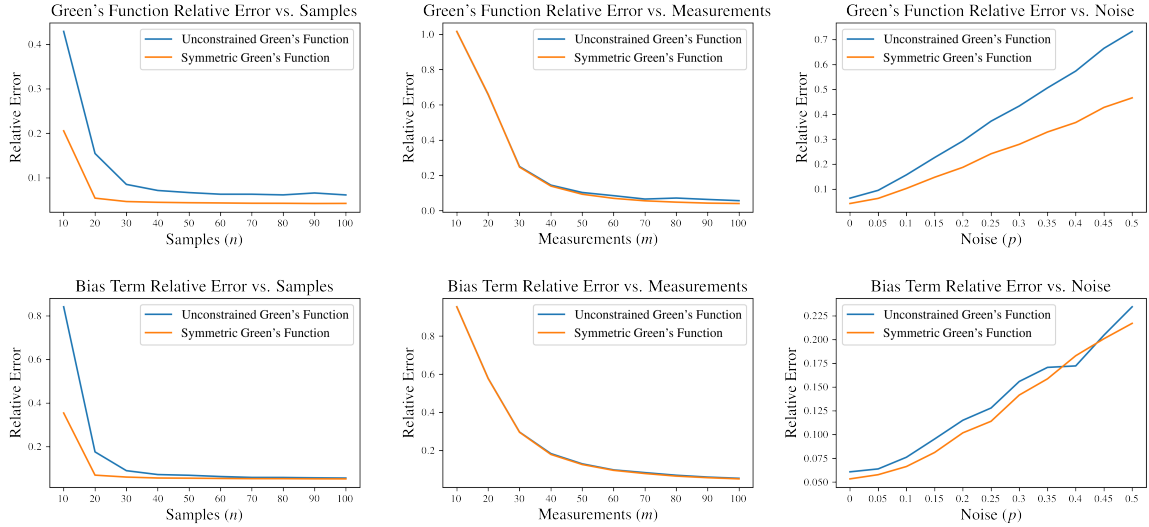 Green's Function Relative Error vs. Samples
Relative Error
0.4
0.3
0.2
0.1
Unconstrained Green's Function
Symmetric Green's Function
10 20 30 40 50 60 70 80 90 100
Samples (n)
Green's Function Relative Error vs. Measurements
Relative Error
1.0
0.8
0.6
0.4
0.2
0.0
Unconstrained Green's Function
Symmetric Green's Function
10 20 30 40 50 60 70 80 90 100
Measurements (m)
Green's Function Relative Error vs. Noise
Relative Error
0.7
0.6
0.5
0.4
0.3
0.2
0.1
Unconstrained Green's Function
Symmetric Green's Function
0 0.05 0.1 0.15 0.2 0.25 0.3 0.35 0.4 0.45 0.5
Noise (p)
Bias Term Relative Error vs. Samples
Relative Error
0.8
0.6
0.4
0.2
Unconstrained Green's Function
Symmetric Green's Function
10 20 30 40 50 60 70 80 90 100
Samples (n)
Bias Term Relative Error vs. Measurements
Relative Error
0.8
0.6
0.4
0.2
Unconstrained Green's Function
Symmetric Green's Function
10 20 30 40 50 60 70 80 90 100
Measurements (m)
Bias Term Relative Error vs. Noise
Relative Error
0.225
0.200
0.175
0.150
0.125
0.100
0.075
0.050
Unconstrained Green's Function
Symmetric Green's Function
0 0.05 0.1 0.15 0.2 0.25 0.3 0.35 0.4 0.45 0.5
Noise (p)